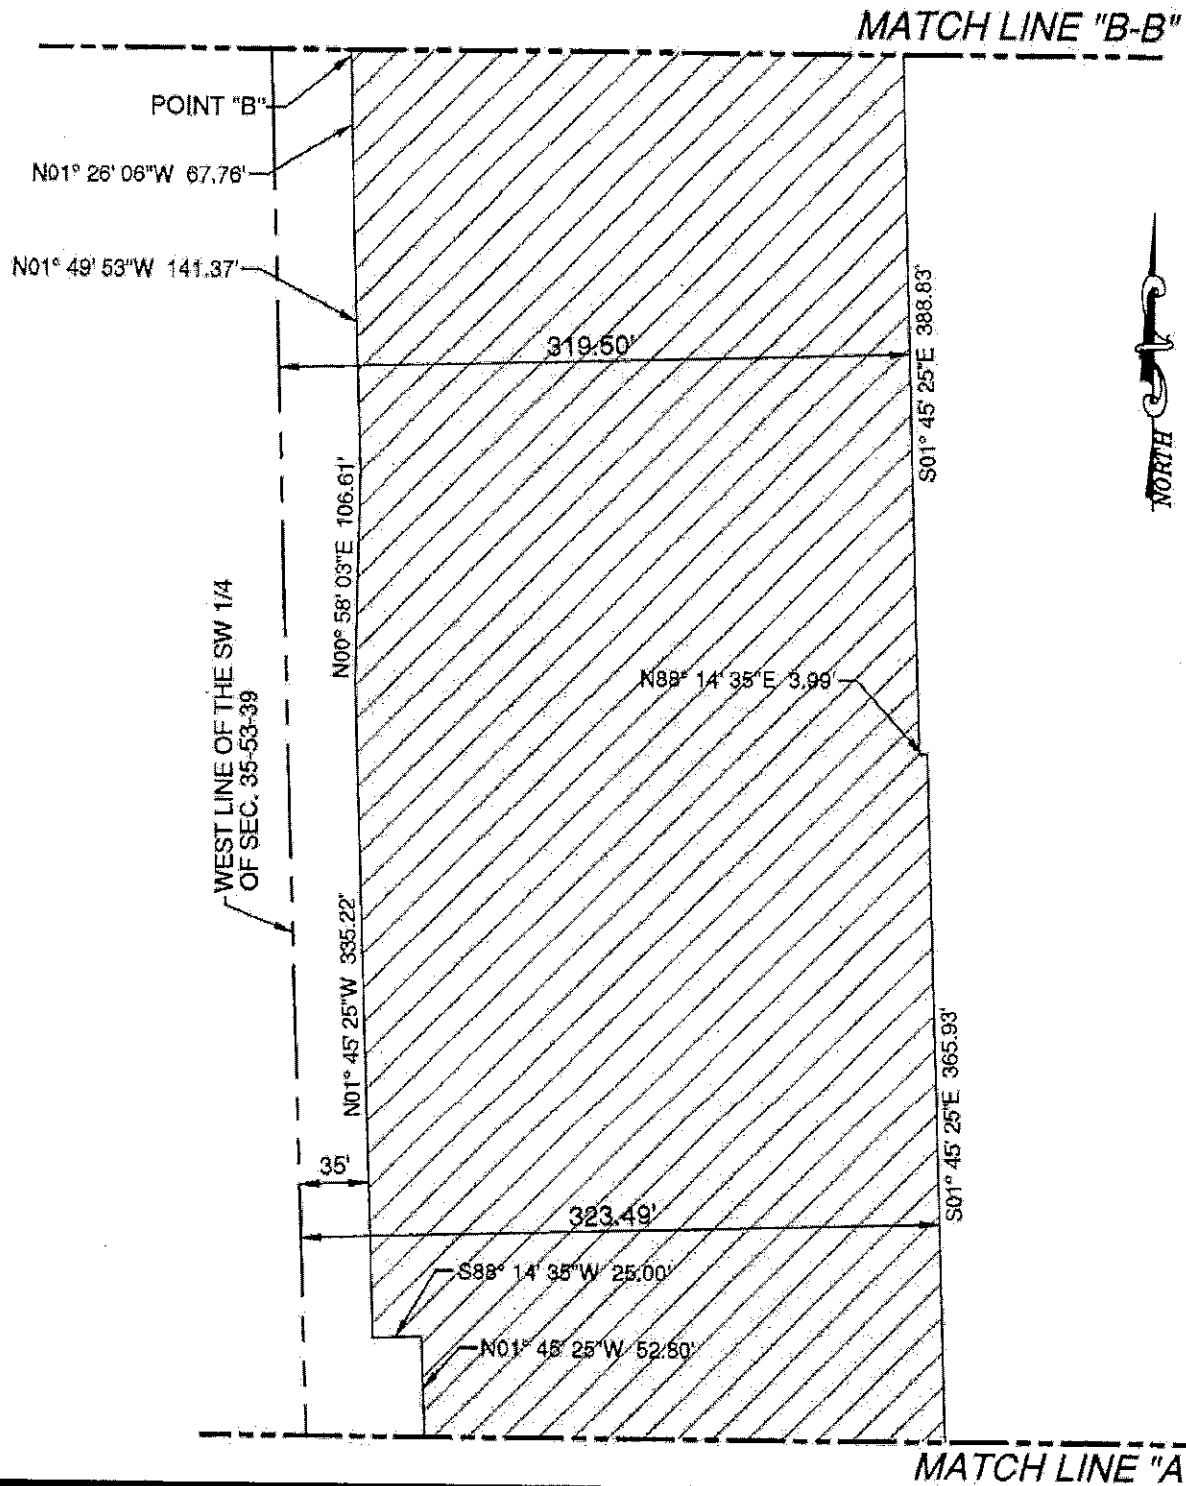 MATCH LINE "B-B"
POINT "B"
N01° 26' 06"W 67.76'
N01° 49' 53"W 141.37'
319.50'
S01° 45' 25"E 388.83'
NORTH
N00° 58' 03"E 106.61'
WEST LINE OF THE SW 1/4
OF SEC. 35-53-39
N88° 14' 35"E 3.99'
N01° 45' 25"W 335.22'
S01° 45' 25"E 365.93'
35'
323.49'
S88° 14' 35"W 25.00'
N01° 45' 25"W 52.80'
MATCH LINE "A